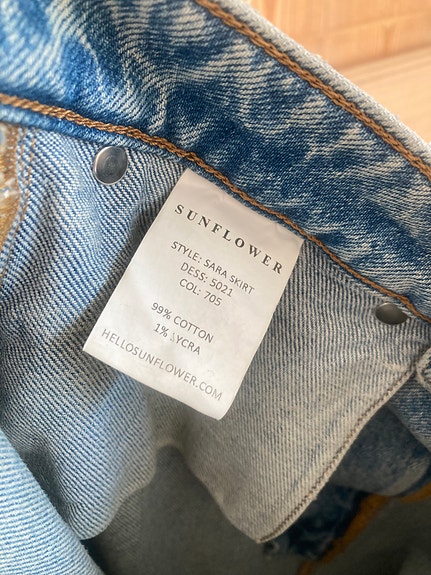 SUNFLOWER
STYLE: SARA SKIRT
DESS: 5021
COL: 705
99% COTTON
1% LYCRA
HELLOSUNFLOWER.COM